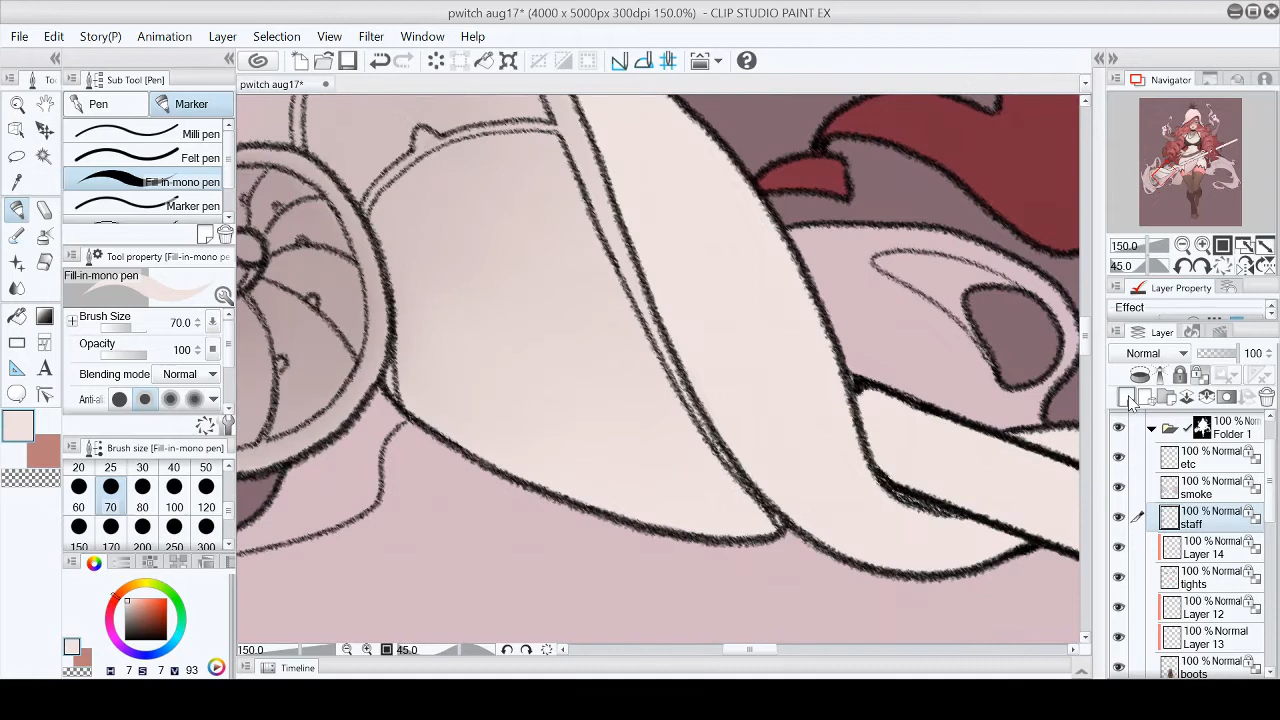 pwitch aug17* (4000 x 5000px 300dpi 150.0%) - CLIP STUDIO PAINT EX
File Edit Story(P) Animation Layer Selection View Filter Window Help
Sub Tool [Pen]
Navigator
pwitch aug17*
Pen Marker
Milli pen
Felt pen
Fill-in-mono pen
Marker pen
Tool property [Fill-in-mono pe
Fill-in-mono pen
Brush Size 70.0
Opacity 100
Blending mode Normal
Anti-al
Brush size [Fill-in-mono pen]
20 25 30 40 50
60 70 80 100 120
150 170 200 250 300
H 7 S 7 V 93
150.0 45.0
Timeline
150.0
45.0
Layer Property
Effect
Layer
Normal 100
100 % Norm
Folder 1
100 % Normal
etc
100 % Normal
smoke
100 % Normal
staff
100 % Normal
Layer 14
100 % Normal
tights
100 % Normal
Layer 12
100 % Normal
Layer 13
100 % Normal
boots